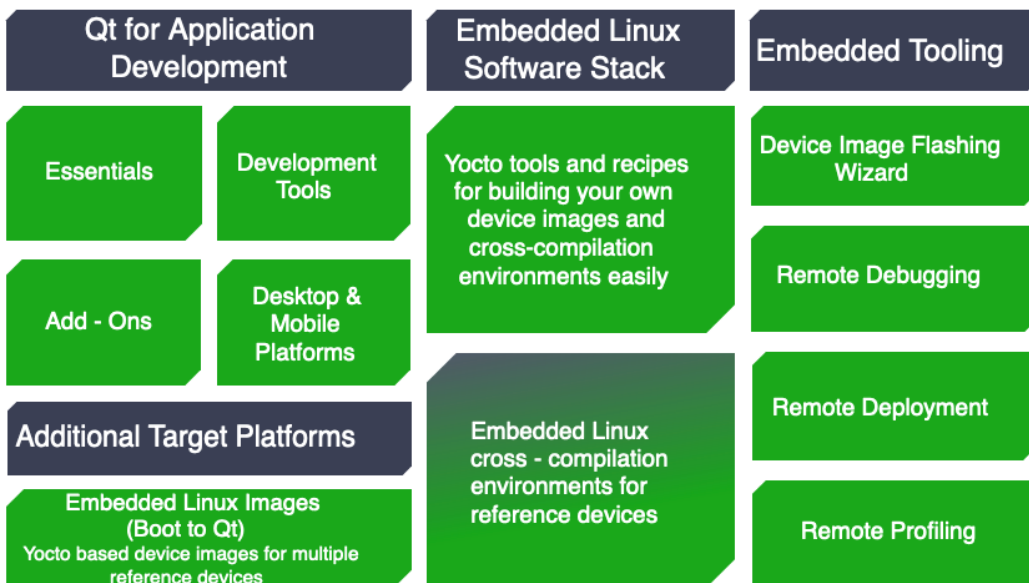 Qt for Application
Development
Essentials
Development
Tools
Add - Ons
Desktop &
Mobile
Platforms
Additional Target Platforms
Embedded Linux Images
(Boot to Qt)
Yocto based device images for multiple
reference devices
Embedded Linux
Software Stack
Yocto tools and recipes
for building your own
device images and
cross-compilation
environments easily
Embedded Linux
cross - compilation
environments for
reference devices
Embedded Tooling
Device Image Flashing
Wizard
Remote Debugging
Remote Deployment
Remote Profiling